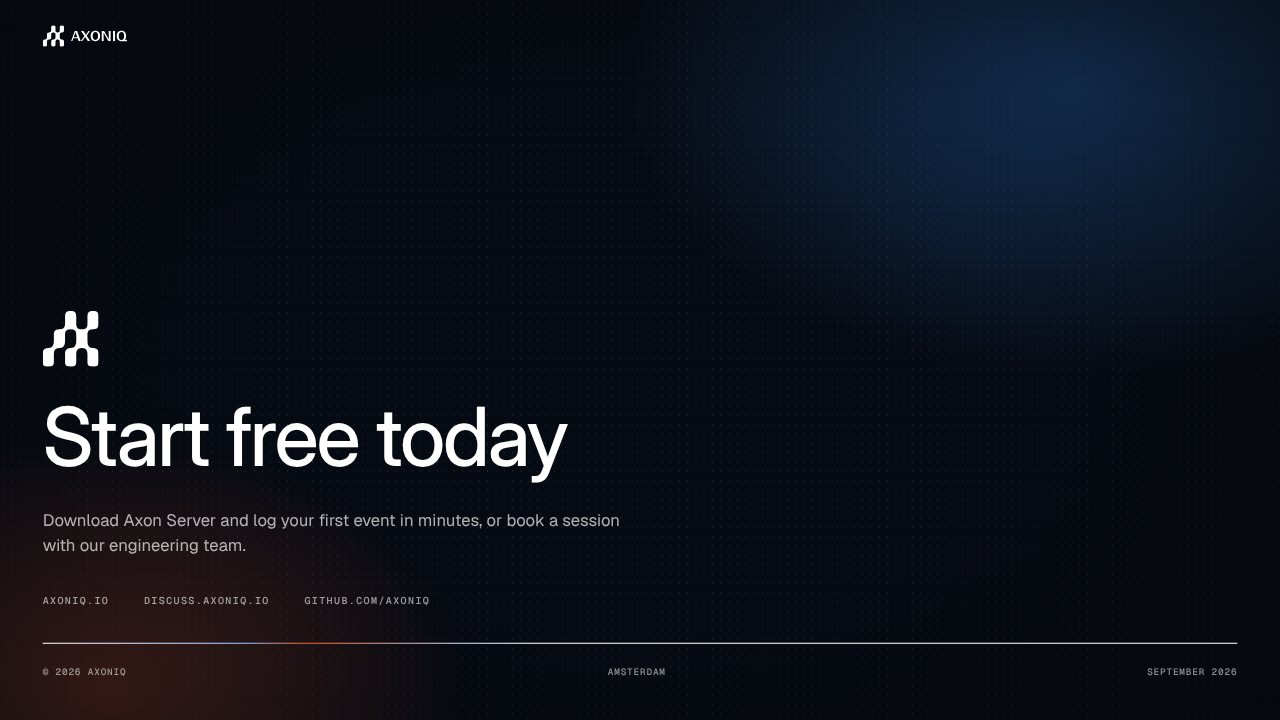 AXONIQ
Start free today
Download Axon Server and log your first event in minutes, or book a session
with our engineering team.
AXONIQ.IO DISCUSS.AXONIQ.IO GITHUB.COM/AXONIQ
© 2026 AXONIQ AMSTERDAM SEPTEMBER 2026